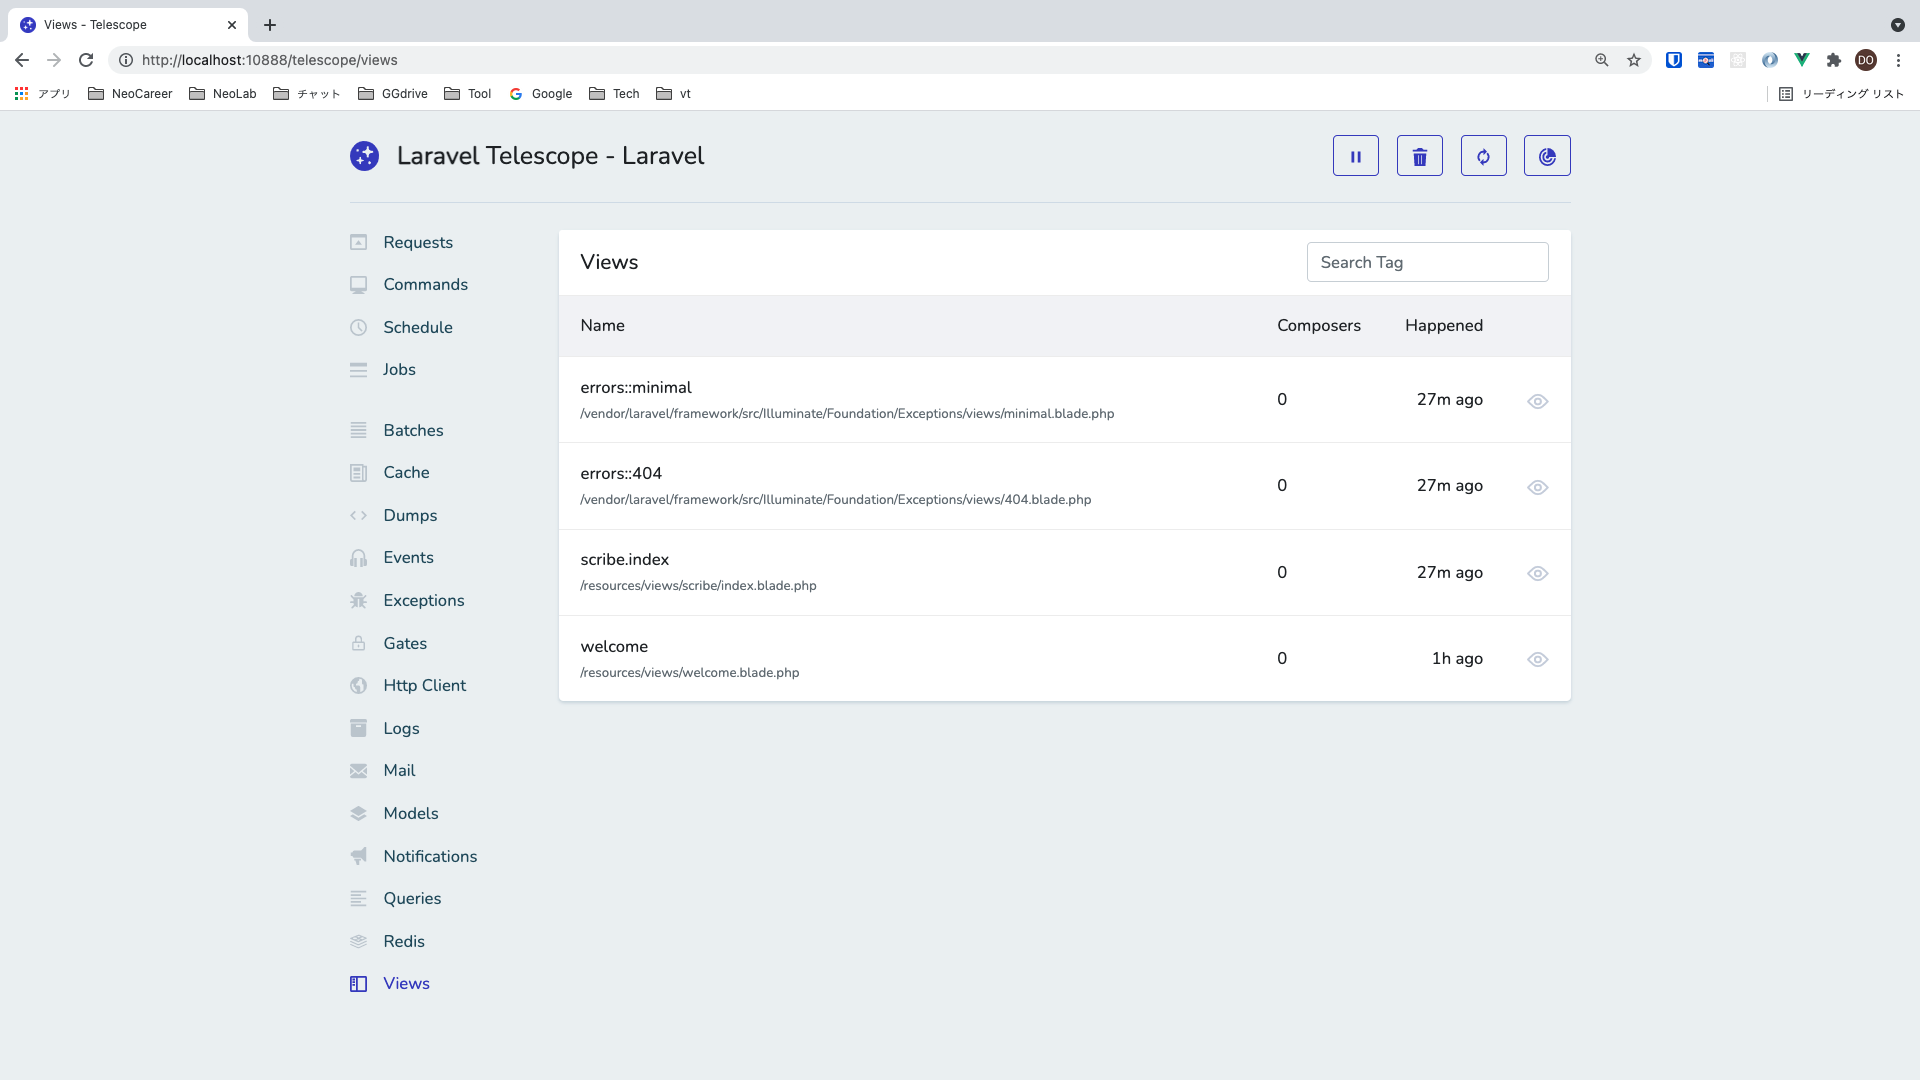 Views - Telescope
http://localhost:10888/telescope/views
DO
アプリ NeoCareer NeoLab チャット GGdrive Tool Google Tech vt リーディング リスト
Laravel Telescope - Laravel
Requests
Commands
Schedule
Jobs
Batches
Cache
Dumps
Events
Exceptions
Gates
Http Client
Logs
Mail
Models
Notifications
Queries
Redis
Views
Views Search Tag
Name Composers Happened
errors::minimal
/vendor/laravel/framework/src/Illuminate/Foundation/Exceptions/views/minimal.blade.php
0 27m ago
errors::404
/vendor/laravel/framework/src/Illuminate/Foundation/Exceptions/views/404.blade.php
0 27m ago
scribe.index
/resources/views/scribe/index.blade.php
0 27m ago
welcome
/resources/views/welcome.blade.php
0 1h ago